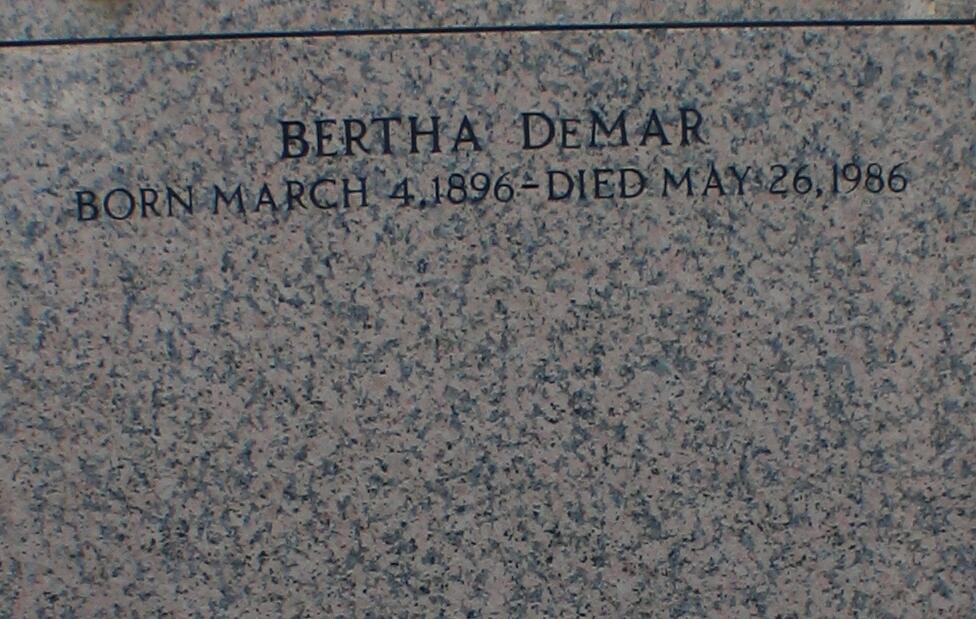 BERTHA DEMAR
BORN MARCH 4, 1896-DIED MAY 26, 1986